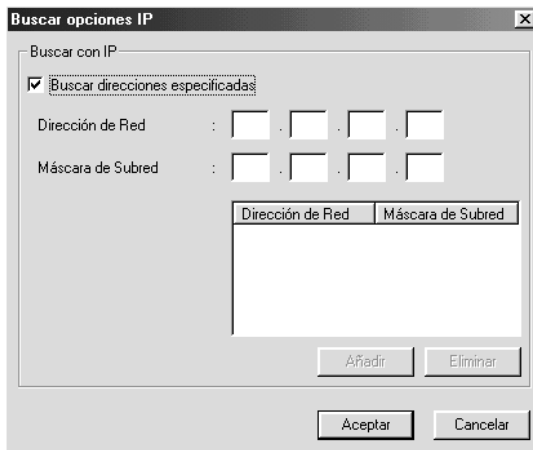 Buscar opciones IP
Buscar con IP
Buscar direcciones especificadas
Dirección de Red : . . .
Máscara de Subred : . . .
Dirección de Red Máscara de Subred
Añadir Eliminar
Aceptar Cancelar